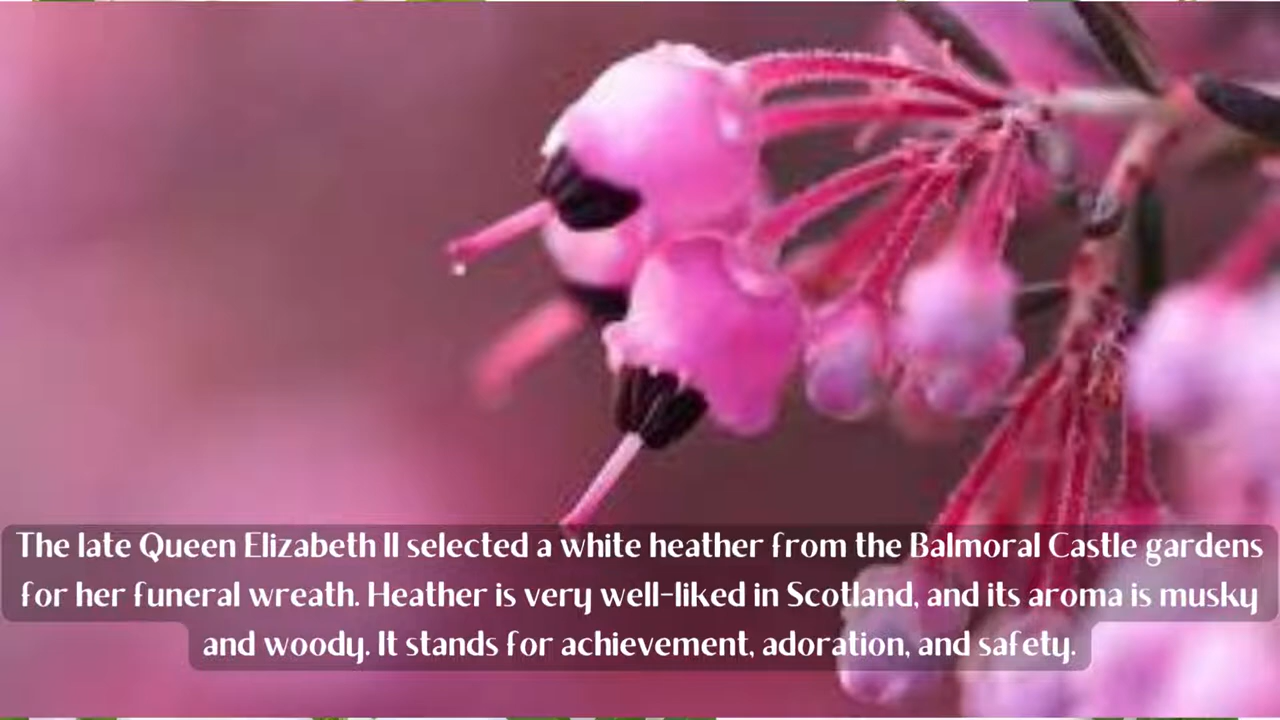 The late Queen Elizabeth II selected a white heather from the Balmoral Castle gardens
for her funeral wreath. Heather is very well-liked in Scotland, and its aroma is musky
and woody. It stands for achievement, adoration, and safety.